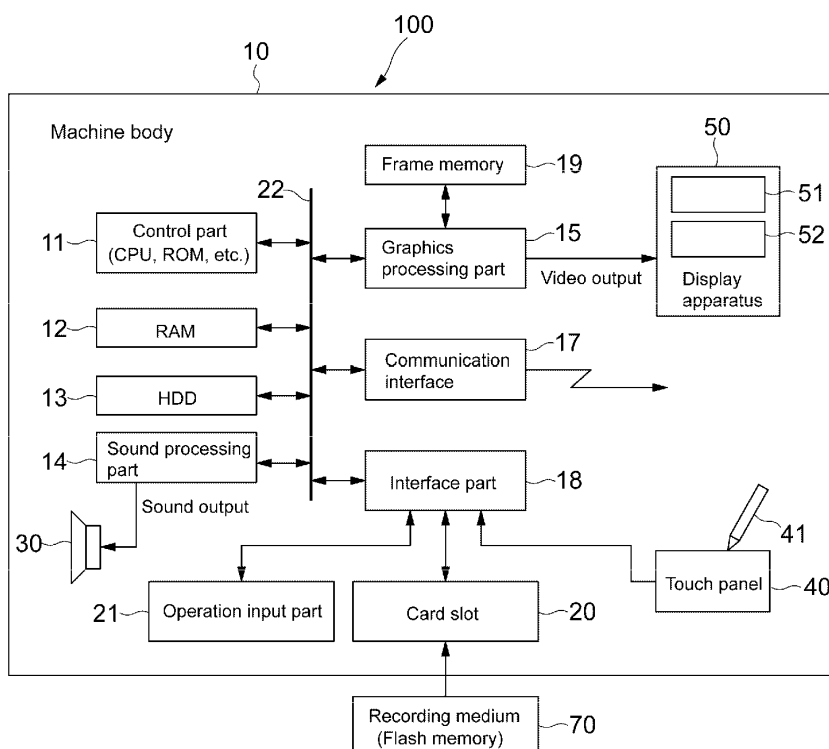 100
10
Machine body
Frame memory
19
50
51
52
Display
apparatus
22
11
Control part
(CPU, ROM, etc.)
Graphics
processing part
15
Video output
12
RAM
Communication
interface
17
13
HDD
14
Sound processing
part
Sound output
Interface part
18
30
41
21
Operation input part
Card slot
20
Touch panel
40
Recording medium
(Flash memory)
70